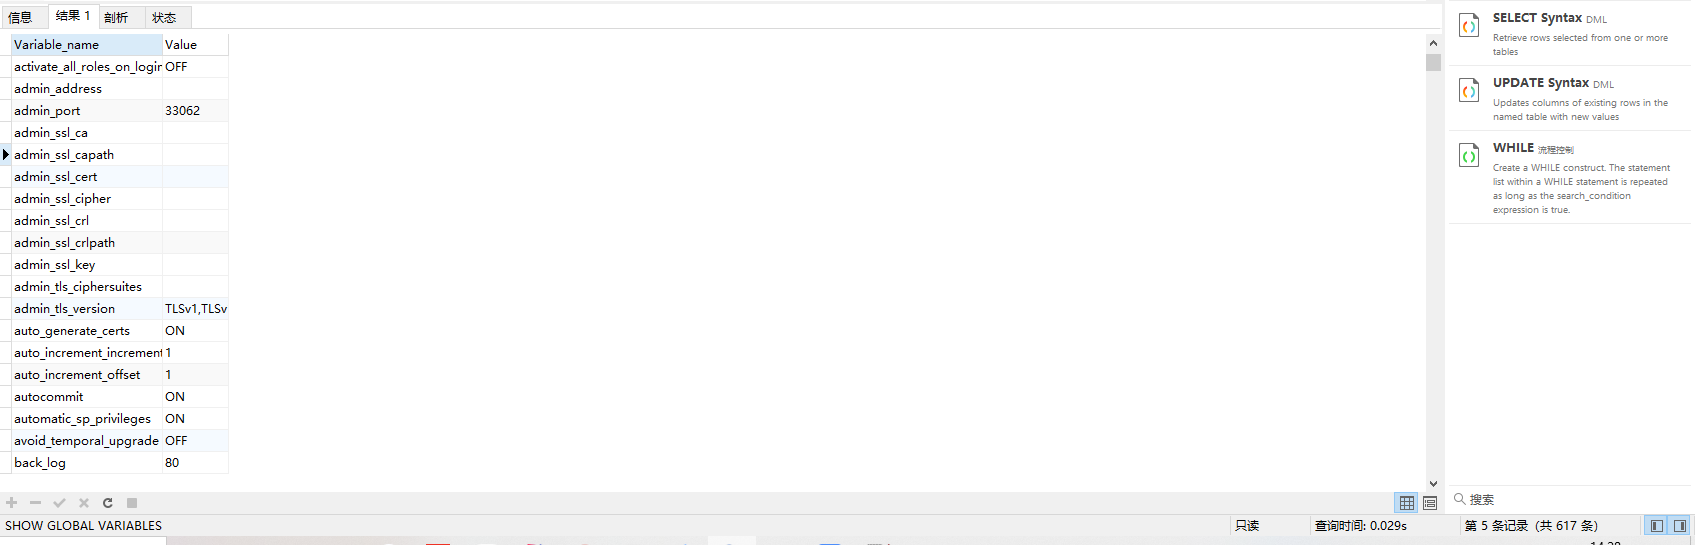 信息 结果 1 剖析 状态
Variable_name Value
activate_all_roles_on_login OFF
admin_address
admin_port 33062
admin_ssl_ca
admin_ssl_capath
admin_ssl_cert
admin_ssl_cipher
admin_ssl_crl
admin_ssl_crlpath
admin_ssl_key
admin_tls_ciphersuites
admin_tls_version TLSv1,TLSv
auto_generate_certs ON
auto_increment_increment 1
auto_increment_offset 1
autocommit ON
automatic_sp_privileges ON
avoid_temporal_upgrade OFF
back_log 80
SELECT Syntax DML
Retrieve rows selected from one or more
tables
UPDATE Syntax DML
Updates columns of existing rows in the
named table with new values
WHILE 流程控制
Create a WHILE construct. The statement
list within a WHILE statement is repeated
as long as the search_condition
expression is true.
搜索
SHOW GLOBAL VARIABLES 只读 查询时间: 0.029s 第 5 条记录 (共 617 条)